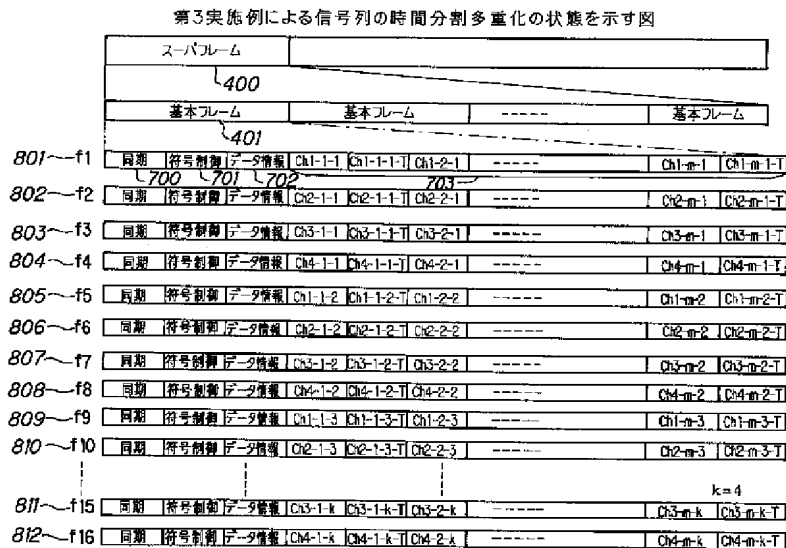 第3実施例による信号列の時間分割多重化の状態を示す図
スーパフレーム
400
基本フレーム 基本フレーム ----- 基本フレーム
401
801 f1 同期 符号制御 データ情報 Ch1-1-1 Ch1-1-1-T Ch1-2-1 ----- Ch1-m-1 Ch1-m-1-T
700 701 702 703
802 f2 同期 符号制御 データ情報 Ch2-1-1 Ch2-1-1-T Ch2-2-1 ----- Ch2-m-1 Ch2-m-1-T
803 f3 同期 符号制御 データ情報 Ch3-1-1 Ch3-1-1-T Ch3-2-1 ----- Ch3-m-1 Ch3-m-1-T
804 f4 同期 符号制御 データ情報 Ch4-1-1 Ch4-1-1-T Ch4-2-1 ----- Ch4-m-1 Ch4-m-1-T
805 f5 同期 符号制御 データ情報 Ch1-1-2 Ch1-1-2-T Ch1-2-2 ----- Ch1-m-2 Ch1-m-2-T
806 f6 同期 符号制御 データ情報 Ch2-1-2 Ch2-1-2-T Ch2-2-2 ----- Ch2-m-2 Ch2-m-2-T
807 f7 同期 符号制御 データ情報 Ch3-1-2 Ch3-1-2-T Ch3-2-2 ----- Ch3-m-2 Ch3-m-2-T
808 f8 同期 符号制御 データ情報 Ch4-1-2 Ch4-1-2-T Ch4-2-2 ----- Ch4-m-2 Ch4-m-2-T
809 f9 同期 符号制御 データ情報 Ch1-1-3 Ch1-1-3-T Ch1-2-3 ----- Ch1-m-3 Ch1-m-3-T
810 f10 同期 符号制御 データ情報 Ch2-1-3 Ch2-1-3-T Ch2-2-3 ----- Ch2-m-3 Ch2-m-3-T
k=4
811 f15 同期 符号制御 データ情報 Ch3-1-k Ch3-1-k-T Ch3-2-k ----- Ch3-m-k Ch3-m-k-T
812 f16 同期 符号制御 データ情報 Ch4-1-k Ch4-1-k-T Ch4-2-k ----- Ch4-m-k Ch4-m-k-T